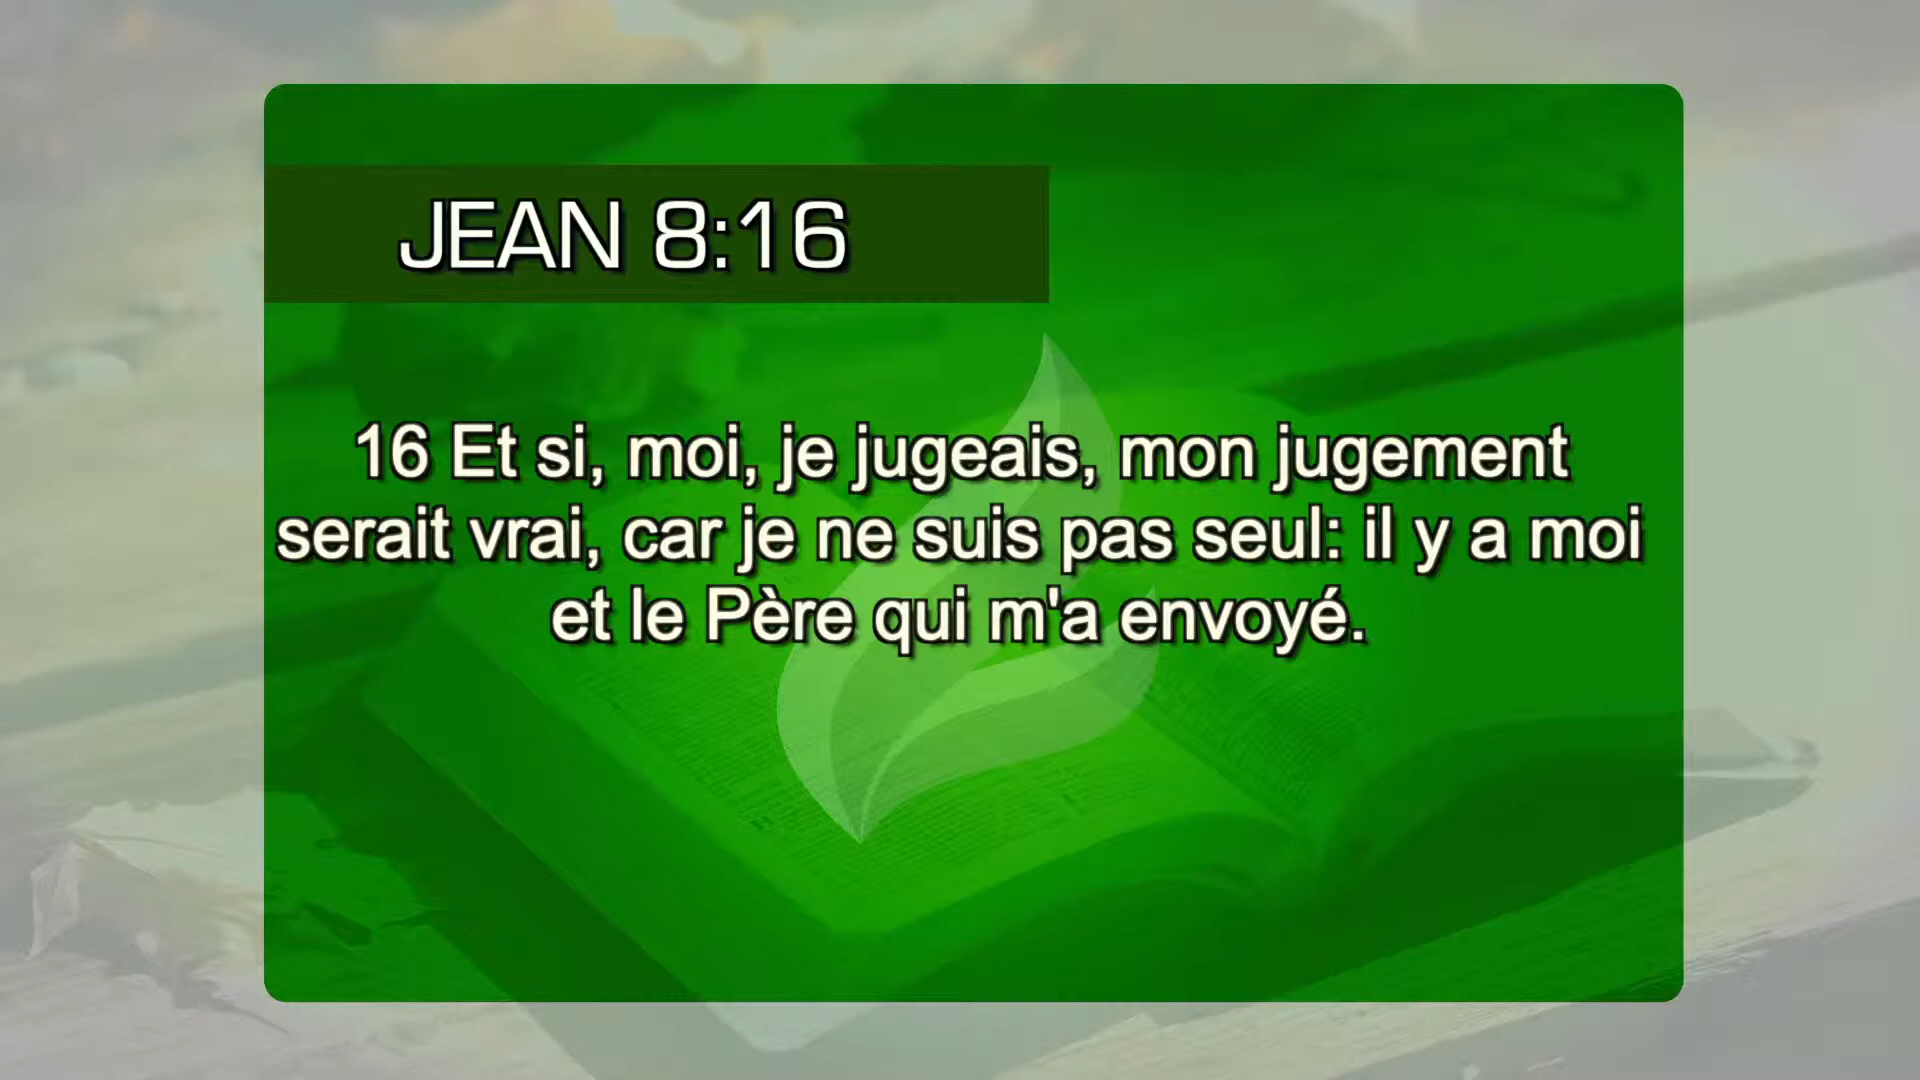 JEAN 8:16
16 Et si, moi, je jugeais, mon jugement
serait vrai, car je ne suis pas seul: il y a moi
et le Père qui m'a envoyé.